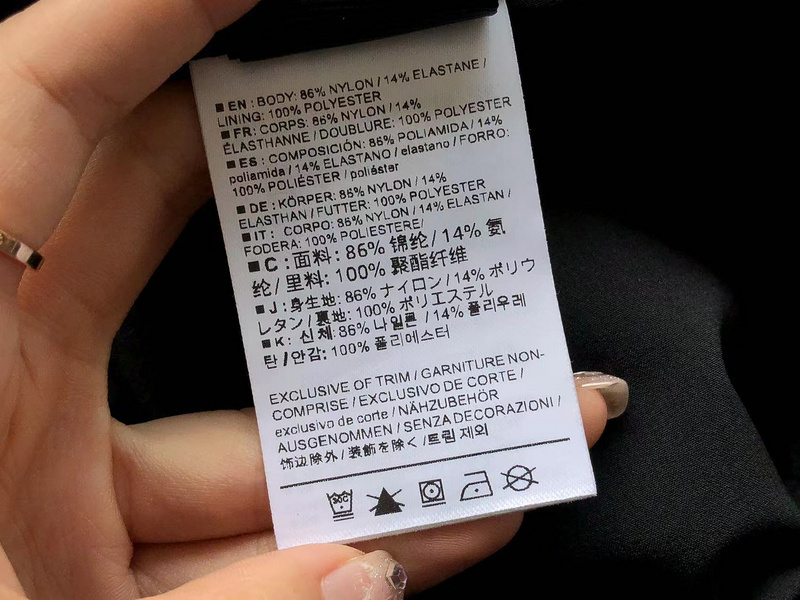 ■ EN : BODY: 86% NYLON / 14% ELASTANE /
LINING: 100% POLYESTER
■ FR: CORPS: 86% NYLON / 14%
ÉLASTHANNE / DOUBLURE: 100% POLYESTER
■ ES : COMPOSICIÓN: 86% POLIAMIDA / 14%
poliamida / 14% ELASTANO / elastano / FORRO:
100% POLIÉSTER / poliéster
■ DE : KÖRPER: 86% NYLON / 14%
ELASTHAN / FUTTER: 100% POLYESTER
■ IT : CORPO: 86% NYLON / 14% ELASTAN /
FODERA: 100% POLIESTERE/
■ C : 面料: 86% 锦纶 / 14% 氨
纶/ 里料: 100% 聚酯纤维
■ J : 身生地: 86% ナイロン / 14% ポリウ
レタン / 裏地: 100% ポリエステル
■ K : 신체: 86% 나일론 / 14% 폴리우레
탄 / 안감: 100% 폴리에스터
EXCLUSIVE OF TRIM / GARNITURE NON-
COMPRISE / EXCLUSIVO DE CORTE /
exclusivo de corte / NÄHZUBEHÖR
AUSGENOMMEN / SENZA DECORAZIONI /
饰边除外 / 装飾を除く / 트림 제외
30C